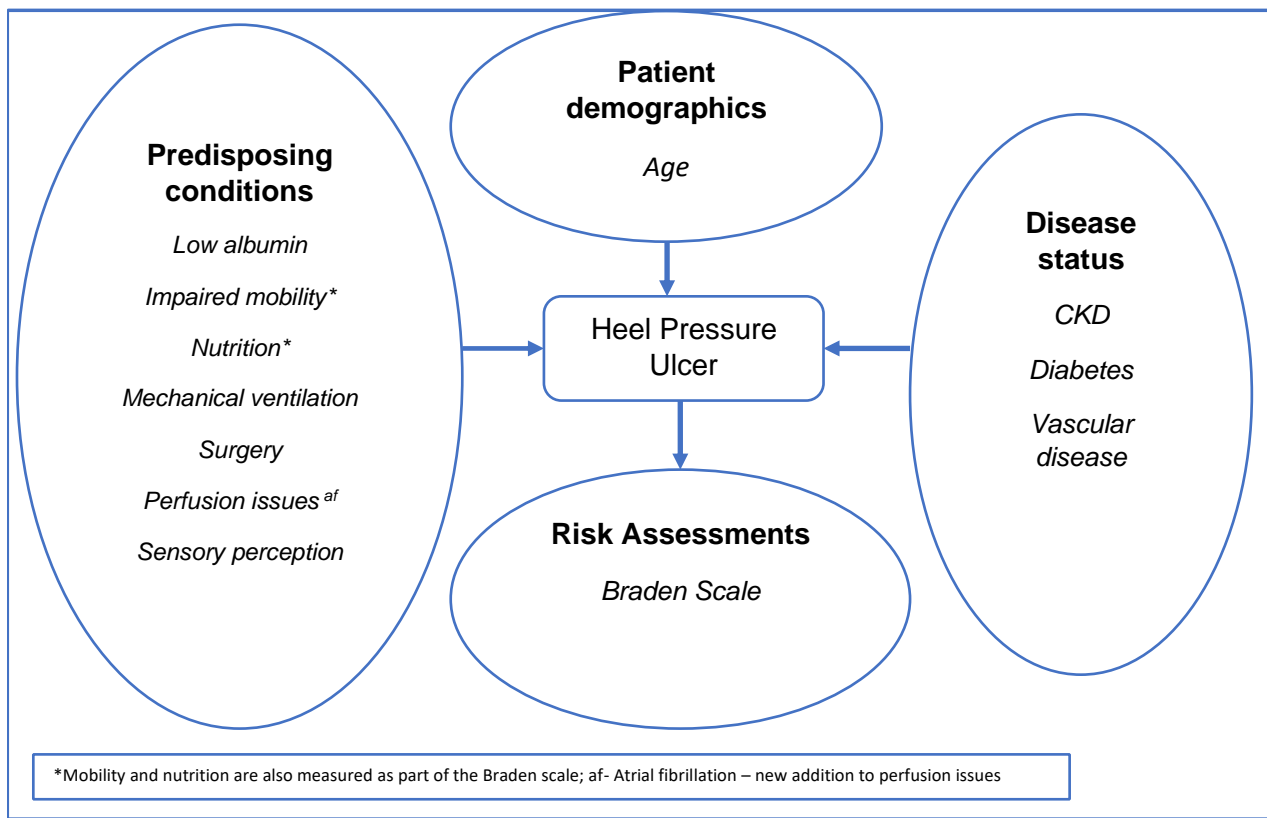 Patient
demographics
Age
Predisposing
conditions
Low albumin
Impaired mobility*
Nutrition*
Mechanical ventilation
Surgery
Perfusion issues af
Sensory perception
Heel Pressure
Ulcer
Disease
status
CKD
Diabetes
Vascular
disease
Risk Assessments
Braden Scale
*Mobility and nutrition are also measured as part of the Braden scale; af- Atrial fibrillation – new addition to perfusion issues